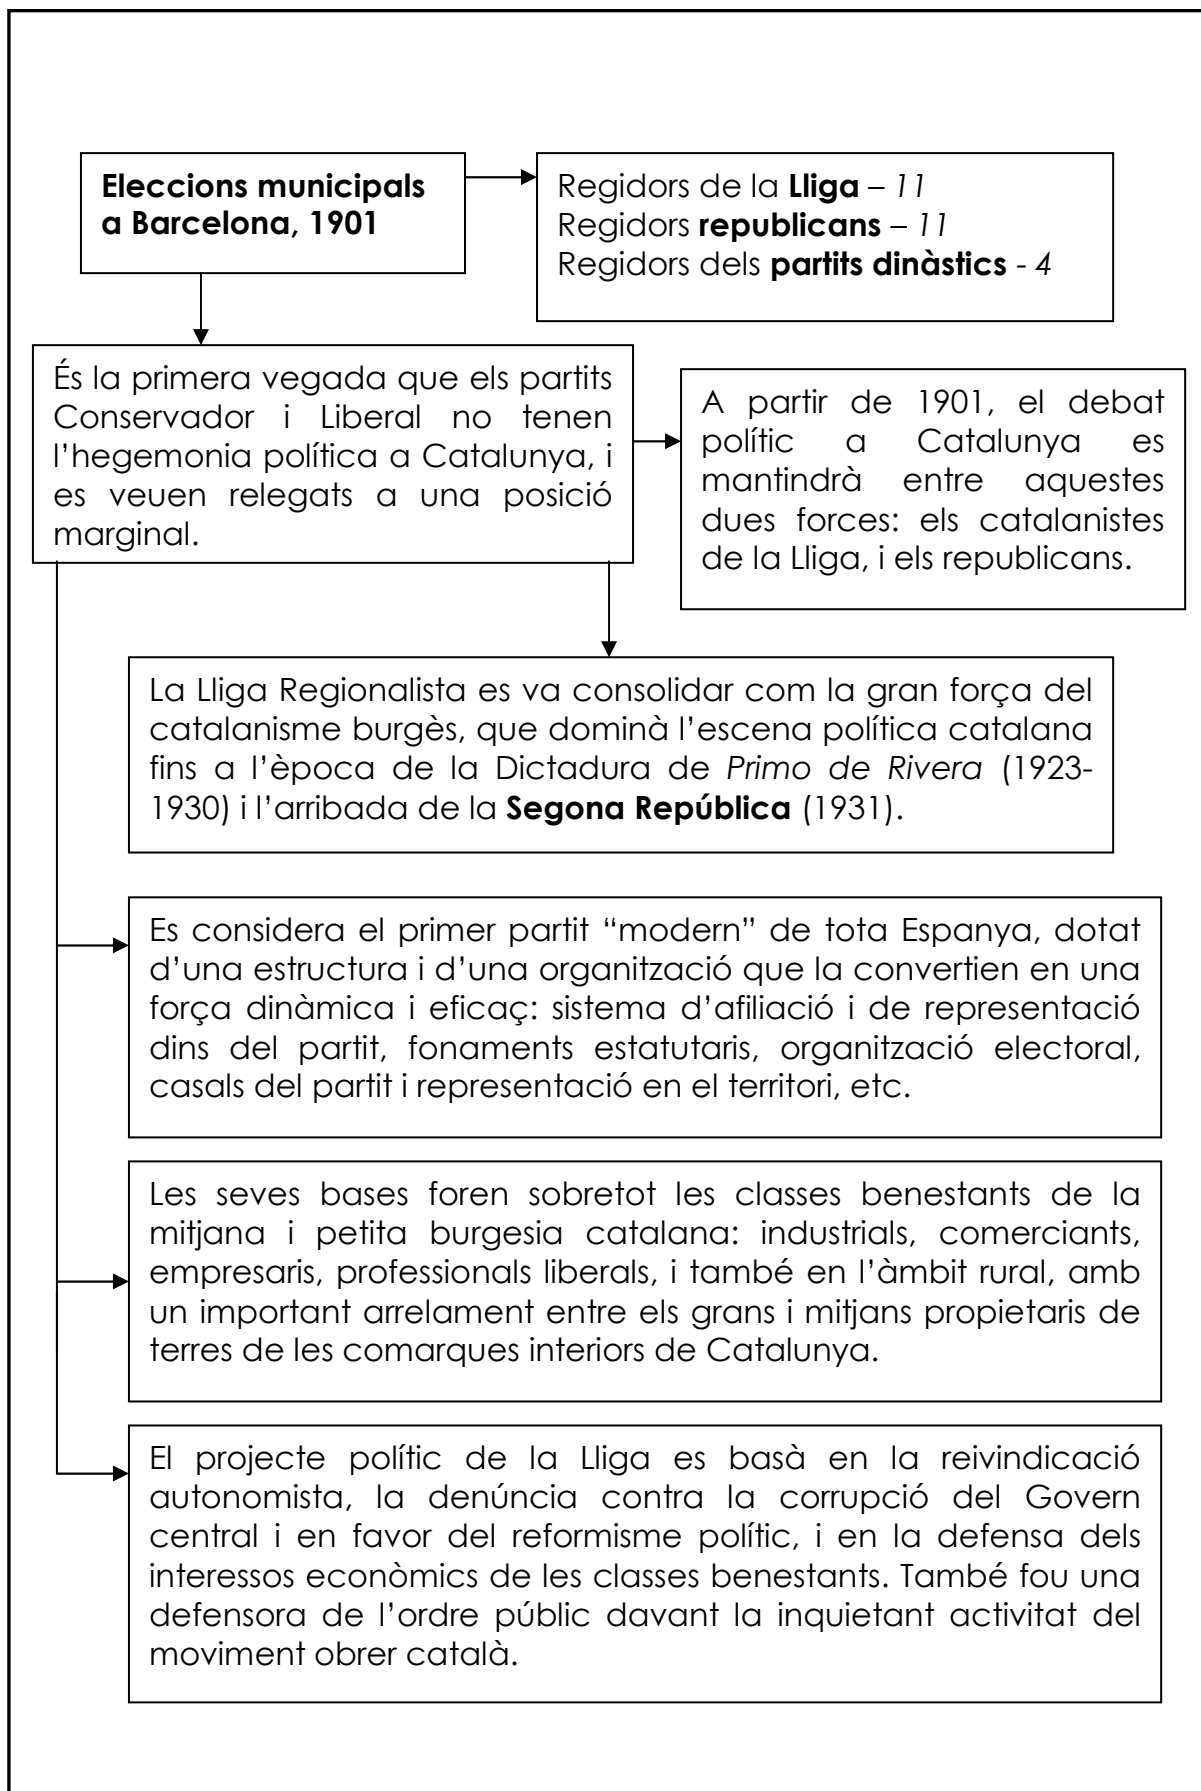 Eleccions municipals
a Barcelona, 1901
Regidors de la Lliga – 11
Regidors republicans – 11
Regidors dels partits dinàstics - 4
És la primera vegada que els partits
Conservador i Liberal no tenen
l’hegemonia política a Catalunya, i
es veuen relegats a una posició
marginal.
A partir de 1901, el debat
polític a Catalunya es
mantindrà entre aquestes
dues forces: els catalanistes
de la Lliga, i els republicans.
La Lliga Regionalista es va consolidar com la gran força del
catalanisme burgès, que dominà l’escena política catalana
fins a l’època de la Dictadura de Primo de Rivera (1923-
1930) i l’arribada de la Segona República (1931).
Es considera el primer partit “modern” de tota Espanya, dotat
d’una estructura i d’una organització que la convertien en una
força dinàmica i eficaç: sistema d’afiliació i de representació
dins del partit, fonaments estatutaris, organització electoral,
casals del partit i representació en el territori, etc.
Les seves bases foren sobretot les classes benestants de la
mitjana i petita burgesia catalana: industrials, comerciants,
empresaris, professionals liberals, i també en l’àmbit rural, amb
un important arrelament entre els grans i mitjans propietaris de
terres de les comarques interiors de Catalunya.
El projecte polític de la Lliga es basà en la reivindicació
autonomista, la denúncia contra la corrupció del Govern
central i en favor del reformisme polític, i en la defensa dels
interessos econòmics de les classes benestants. També fou una
defensora de l’ordre públic davant la inquietant activitat del
moviment obrer català.